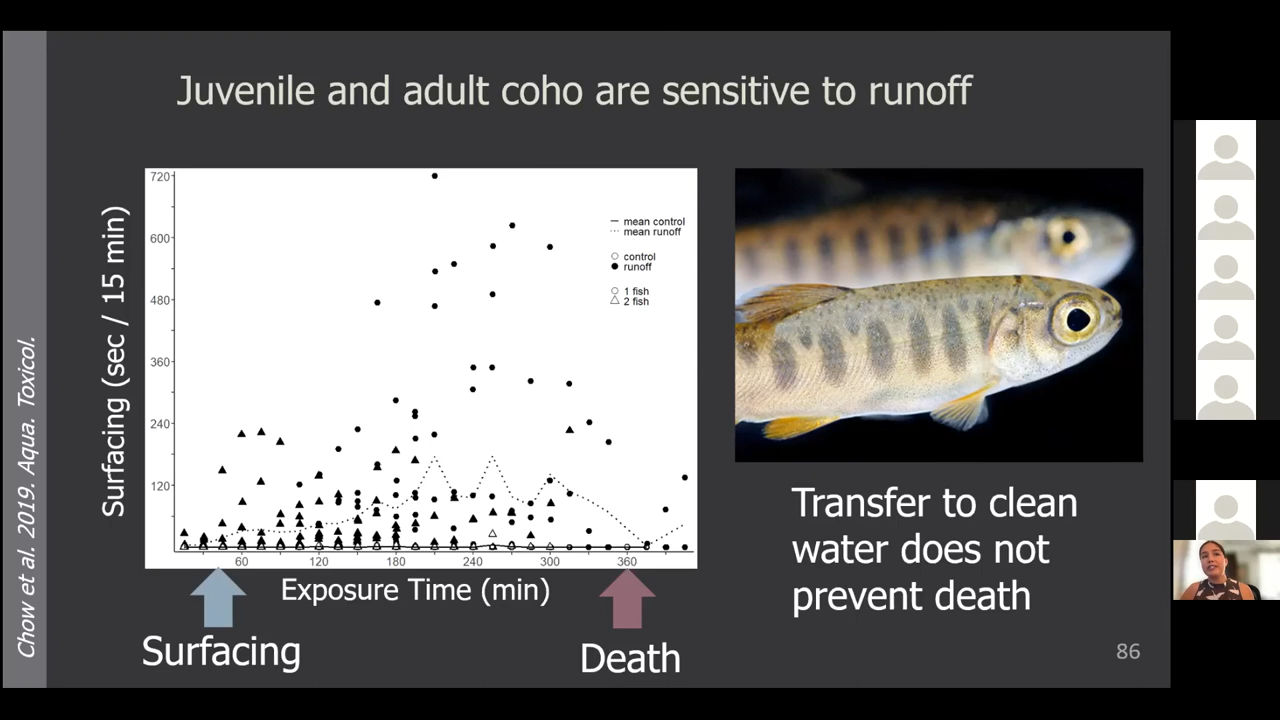 Juvenile and adult coho are sensitive to runoff
Chow et al. 2019. Aqua. Toxicol.
Surfacing (sec / 15 min)
720
600
480
360
240
120
mean control
mean runoff
control
runoff
1 fish
2 fish
60 120 180 240 300 360
Exposure Time (min)
Surfacing
Death
Transfer to clean
water does not
prevent death
86